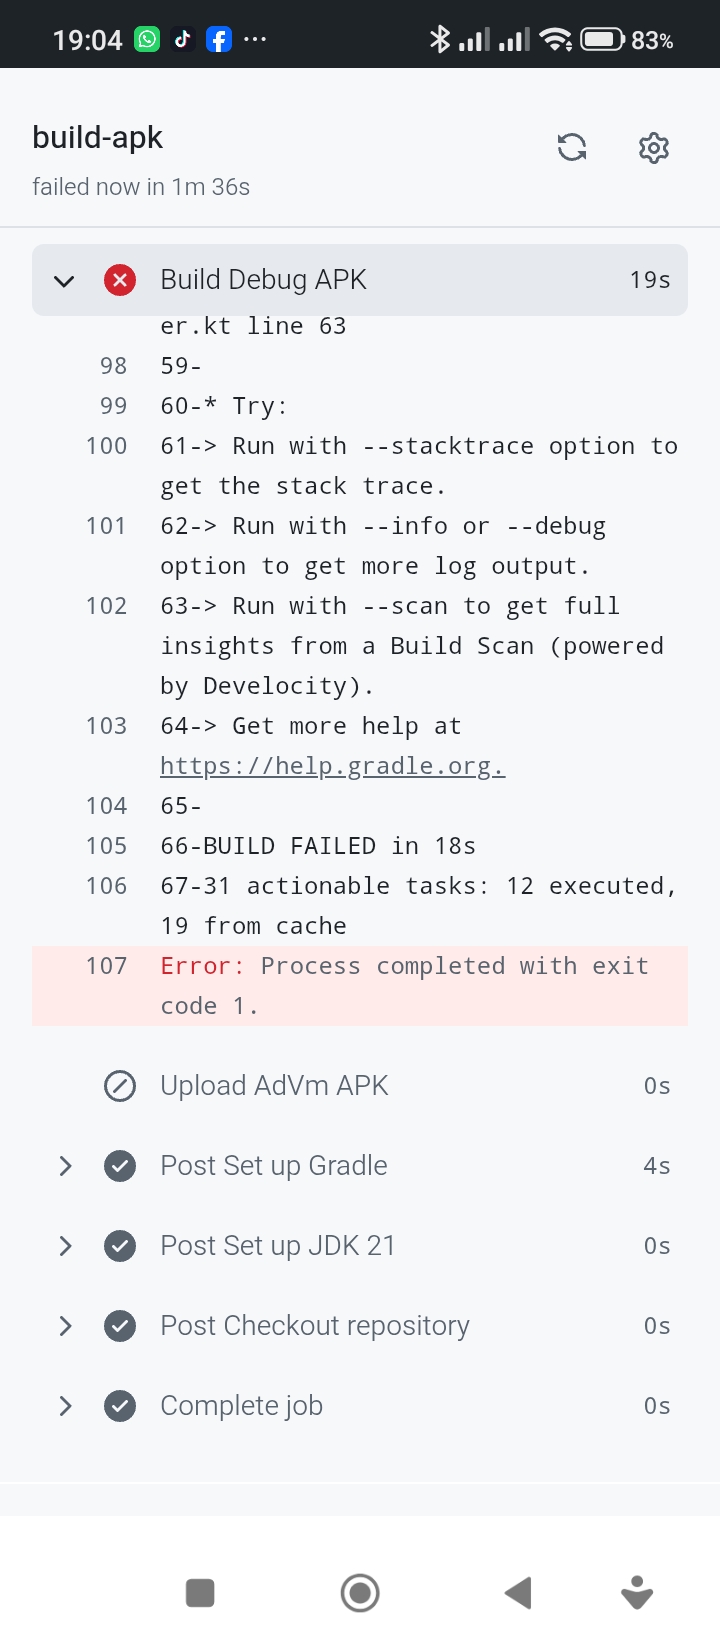 19:04
83%
build-apk
failed now in 1m 36s
Build Debug APK 19s
er.kt line 63
98 59-
99 60-* Try:
100 61-> Run with --stacktrace option to
get the stack trace.
101 62-> Run with --info or --debug
option to get more log output.
102 63-> Run with --scan to get full
insights from a Build Scan (powered
by Develocity).
103 64-> Get more help at
https://help.gradle.org.
104 65-
105 66-BUILD FAILED in 18s
106 67-31 actionable tasks: 12 executed,
19 from cache
107 Error: Process completed with exit
code 1.
Upload AdVm APK 0s
Post Set up Gradle 4s
Post Set up JDK 21 0s
Post Checkout repository 0s
Complete job 0s